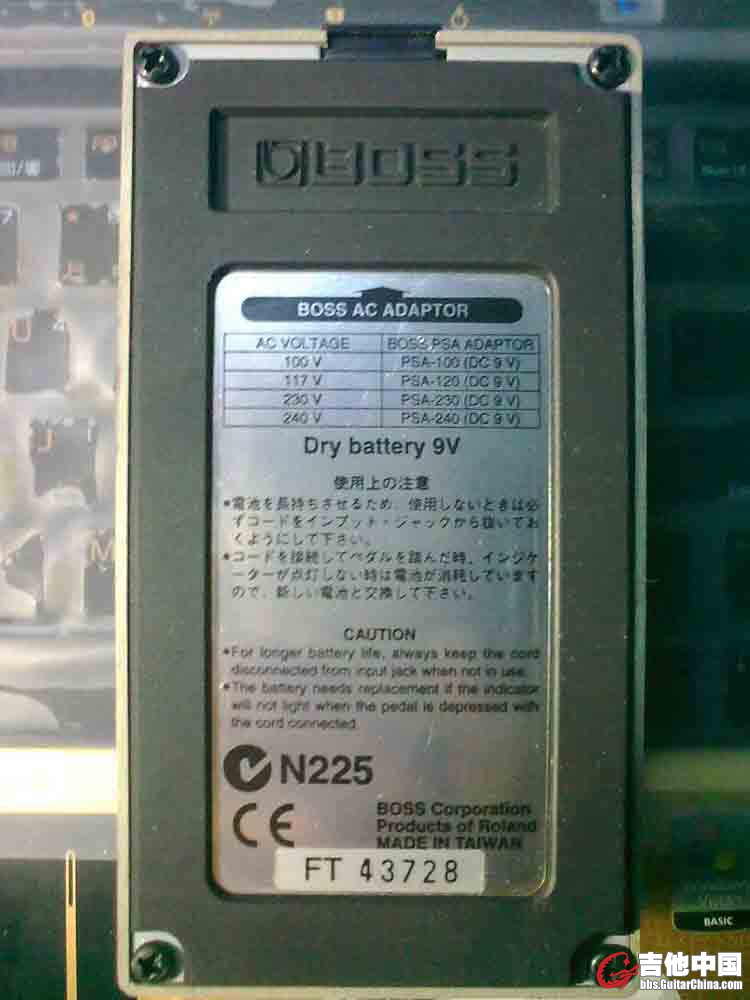 BOSS
BOSS AC ADAPTOR
AC VOLTAGE BOSS PSA ADAPTOR
100 V PSA-100 (DC 9 V)
117 V PSA-120 (DC 9 V)
230 V PSA-230 (DC 9 V)
240 V PSA-240 (DC 9 V)
Dry battery 9V
使用上の注意
●電池を長持ちさせるため、使用しないときは必
ずコードをインプット・ジャックから抜いてお
くようにして下さい。
●コードを接続してペダルを踏んだ時、インジケ
ーターが点灯しない時は電池が消耗しています
ので、新しい電池と交換して下さい。
CAUTION
●For longer battery life, always keep the cord
disconnected from input jack when not in use.
●The battery needs replacement if the indicator
will not light when the pedal is depressed with
the cord connected.
N225
CE
BOSS Corporation
Products of Roland
MADE IN TAIWAN
FT 43728
BASIC
吉他中国
bbs.GuitarChina.com